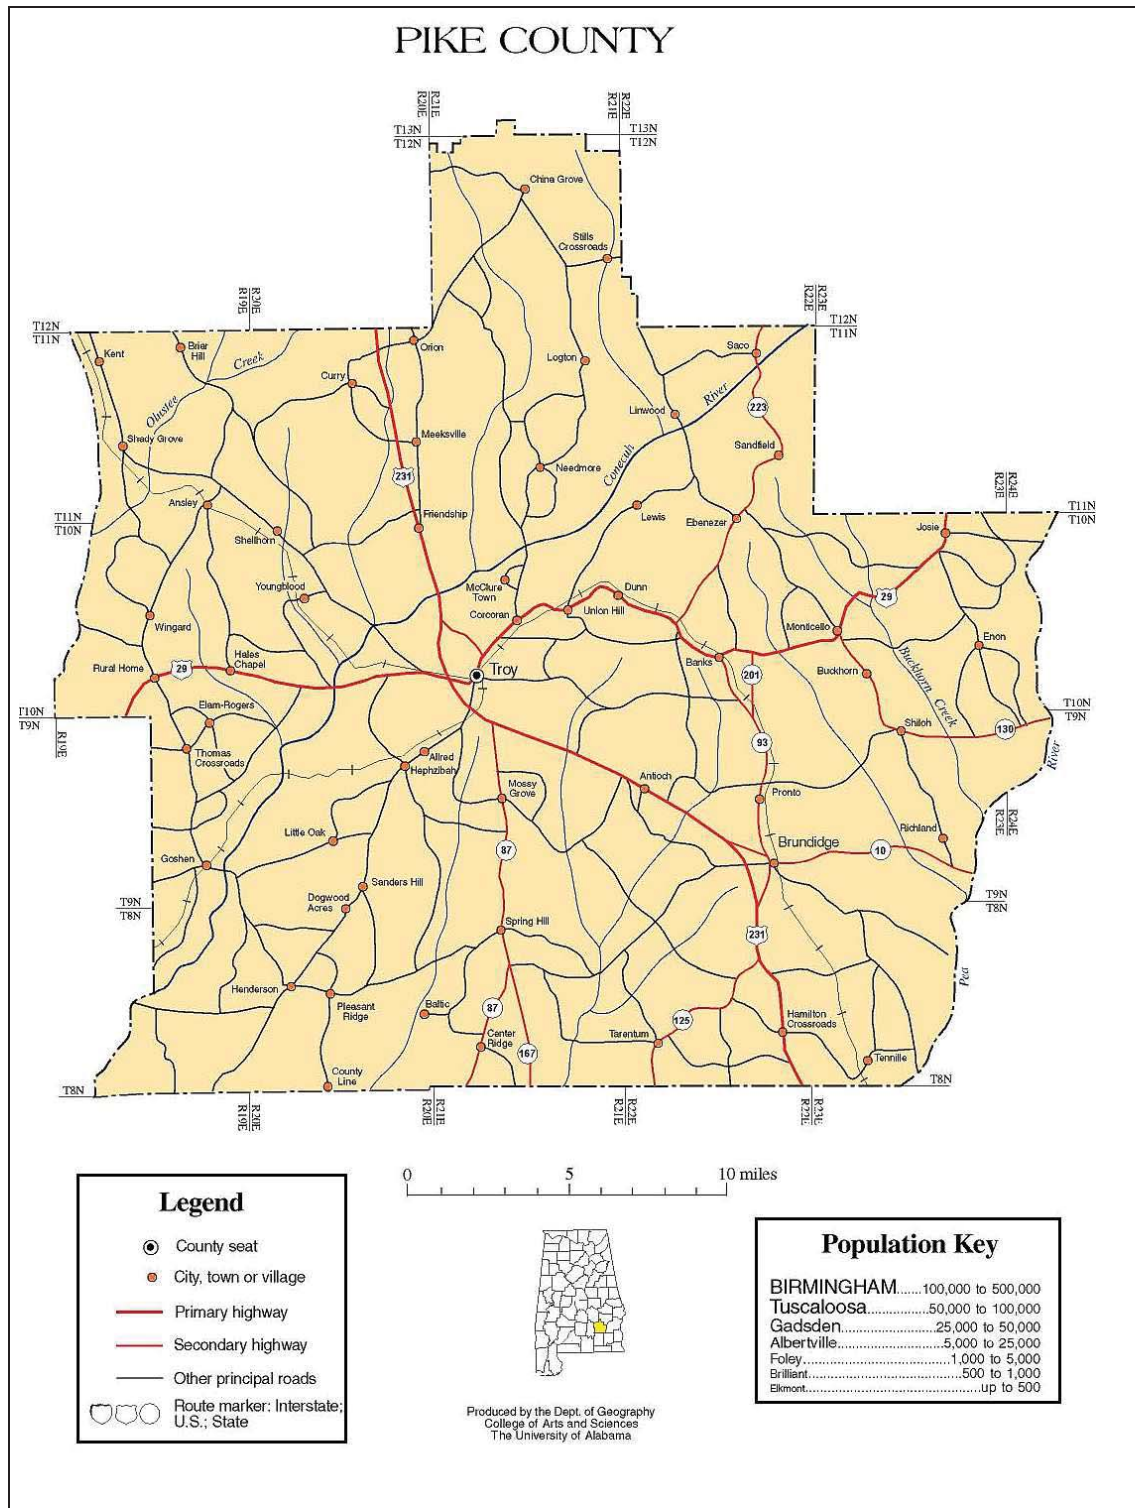 PIKE COUNTY
R20E
R21E
R21E
R22E
T13N
T12N
T13N
T12N
China Grove
Stills
Crossroads
R19E
R20E
R22E
R23E
T12N
T11N
T12N
T11N
Kent
Brier
Hill
Creek
Olustee
Orion
Curry
Logton
Saco
River
Linwood
223
Shady Grove
Meeksville
Sandfield
231
Needmore
Conecuh
R23E
R24E
Ansley
Lewis
Ebenezer
T11N
T10N
Friendship
Josie
T11N
T10N
Shellhorn
Youngblood
McClure
Town
Dunn
Corcoran
Union Hill
29
Wingard
Monticello
Enon
Rural Home
29
Hales
Chapel
Troy
Banks
201
Buckhorn
Buckhorn
Creek
Elam-Rogers
T10N
T9N
R19E
Shiloh
130
T10N
T9N
River
Thomas
Crossroads
Allred
Hephzibah
93
Antioch
Mossy
Grove
Pronto
R23E
R24E
Little Oak
Richland
Brundidge
Goshen
87
10
Sanders Hill
Dogwood
Acres
T9N
T8N
T9N
T8N
Spring Hill
231
Pea
Henderson
Pleasant
Ridge
Baltic
87
125
Hamilton
Crossroads
Center
Ridge
Tarentum
167
Tennille
County
Line
T8N
T8N
R19E
R20E
R20E
R21E
R21E
R22E
R22E
R23E
0 5 10 miles
Legend
County seat
City, town or village
Primary highway
Secondary highway
Other principal roads
Route marker: Interstate;
U.S.; State
Population Key
BIRMINGHAM.......100,000 to 500,000
Tuscaloosa..................50,000 to 100,000
Gadsden........................25,000 to 50,000
Albertville..........................5,000 to 25,000
Foley....................................1,000 to 5,000
Brilliant......................................500 to 1,000
Elkmont...........................................up to 500
Produced by the Dept. of Geography
College of Arts and Sciences
The University of Alabama